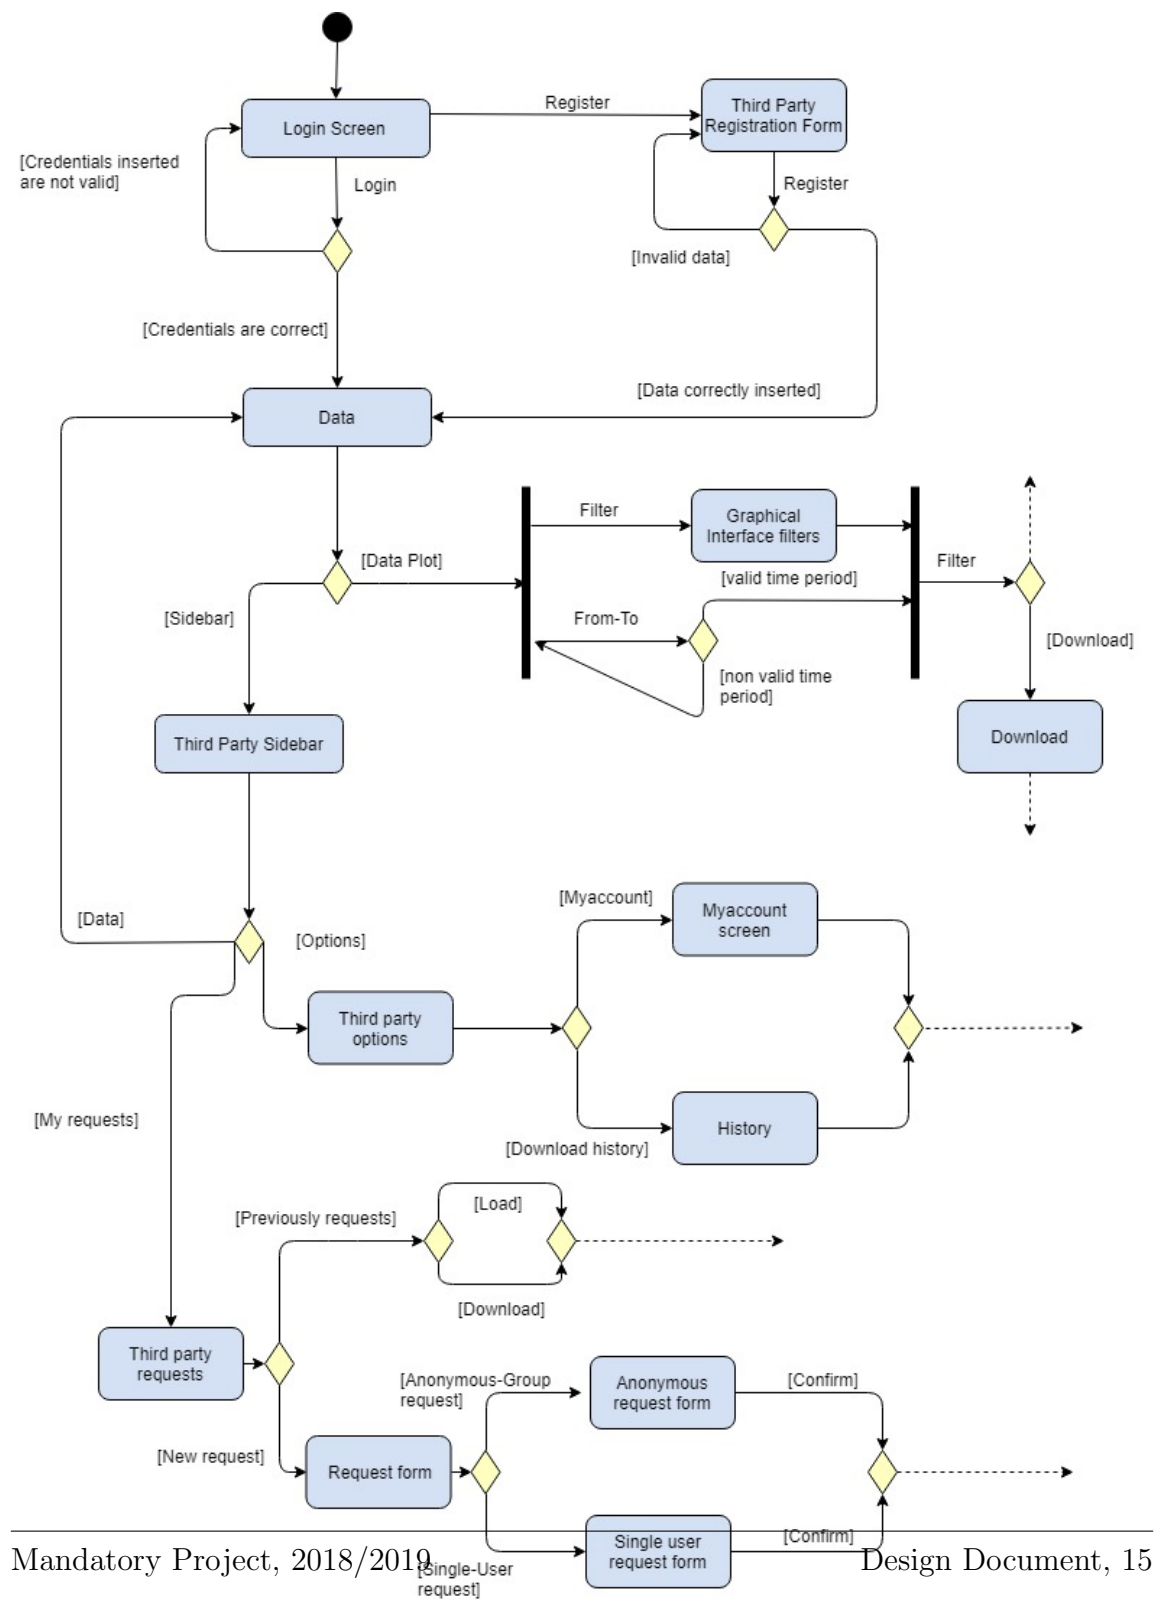 Register
Third Party
Registration Form
Login Screen
[Credentials inserted
are not valid]
Login
Register
[Invalid data]
[Credentials are correct]
[Data correctly inserted]
Data
Filter
Graphical
Interface filters
[Data Plot]
Filter
[valid time period]
[Sidebar]
From-To
[Download]
[non valid time
period]
Third Party Sidebar
Download
[Myaccount]
Myaccount
screen
[Data]
[Options]
Third party
options
[My requests]
History
[Download history]
[Load]
[Previously requests]
[Download]
Third party
requests
[Anonymous-Group
request]
Anonymous
request form
[Confirm]
[New request]
Request form
Single user
request form
[Confirm]
[Single-User
request]
Mandatory Project, 2018/2019
Design Document, 15